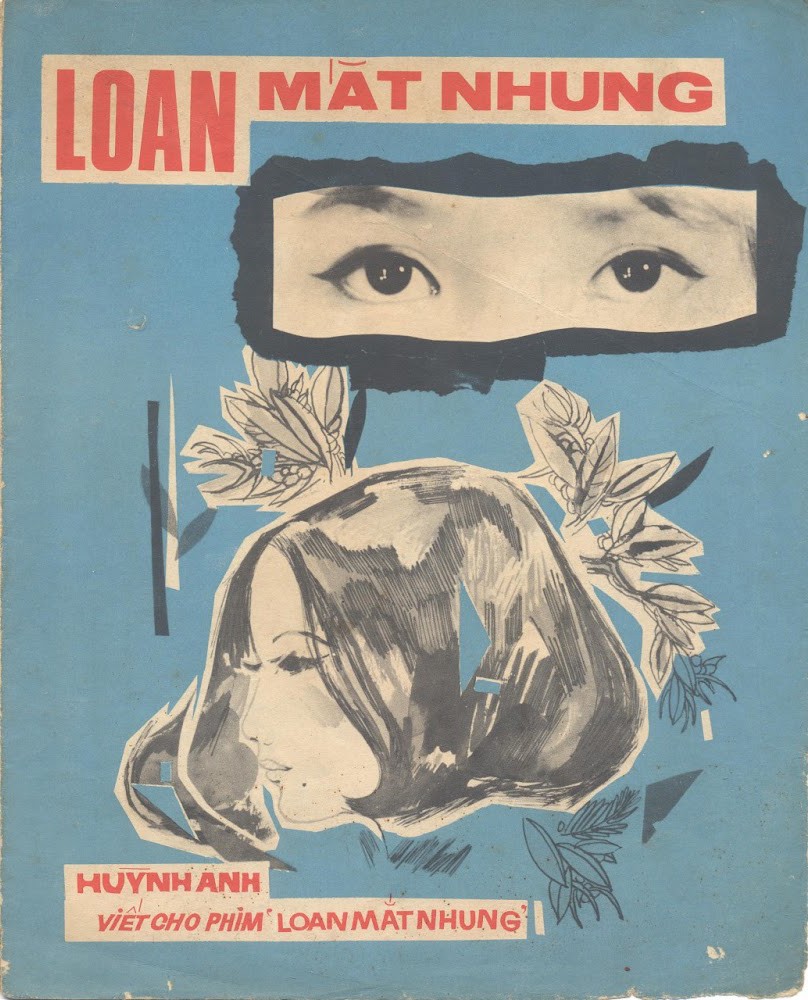 LOAN MẮT NHUNG
HUỲNH ANH
VIẾT CHO PHIM "LOAN MẮT NHUNG"